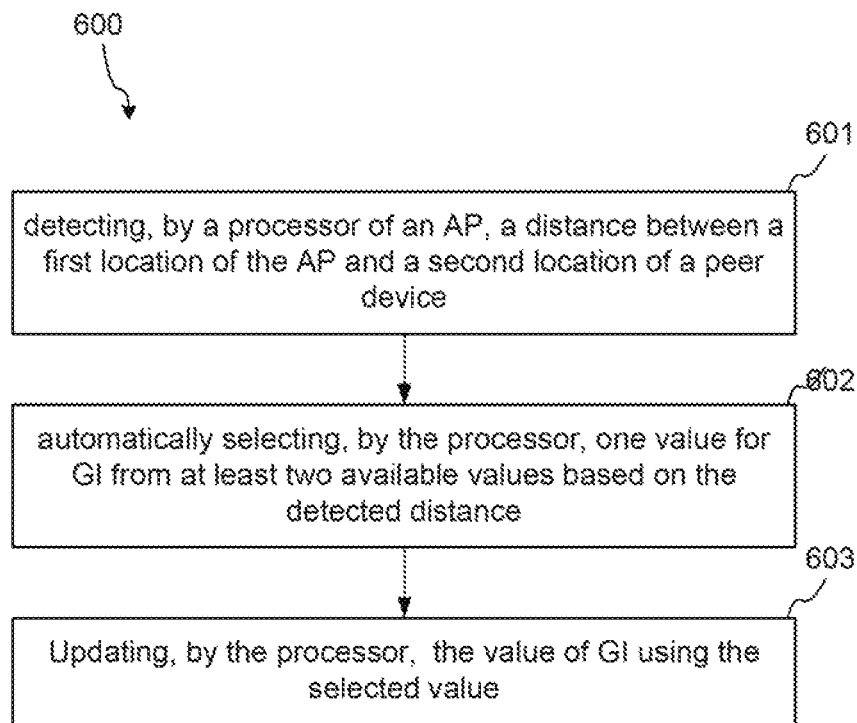 600
601
detecting, by a processor of an AP, a distance between a
first location of the AP and a second location of a peer
device
602
automatically selecting, by the processor, one value for
GI from at least two available values based on the
detected distance
603
Updating, by the processor, the value of GI using the
selected value